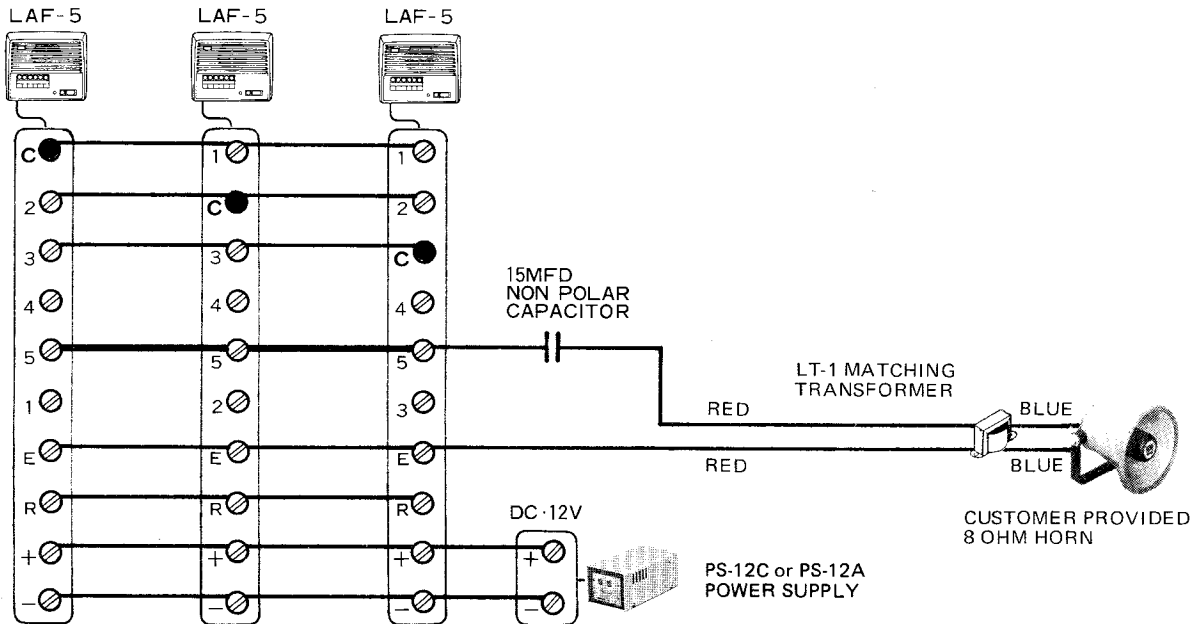 LAF-5 LAF-5 LAF-5
C 1 1
2 C 2
3 3 C
15MFD
NON POLAR
CAPACITOR
4 4 4
5 5 5
LT-1 MATCHING
TRANSFORMER
1 2 3
RED BLUE
E E E
RED BLUE
R R R
DC·12V
CUSTOMER PROVIDED
8 OHM HORN
+ + + +
PS-12C or PS-12A
POWER SUPPLY
– – – –